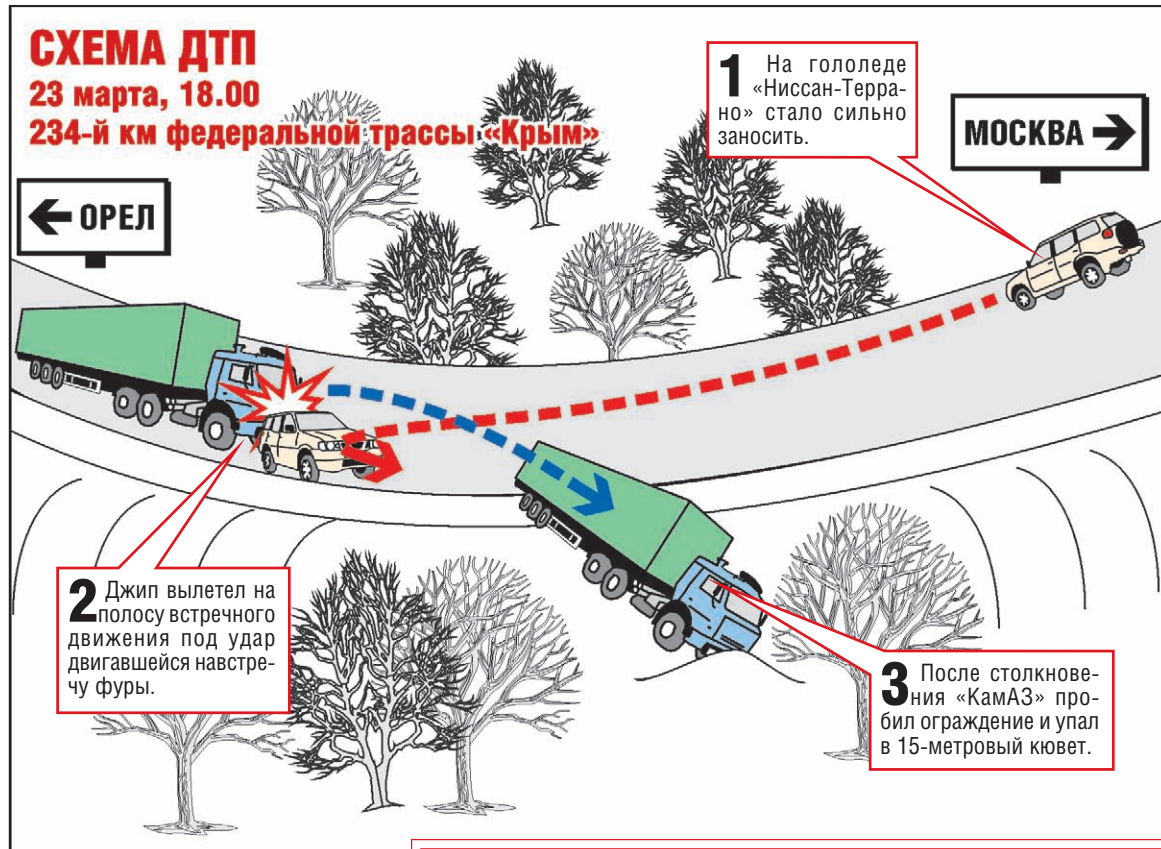 СХЕМА ДТП
23 марта, 18.00
234-й км федеральной трассы «Крым»
1 На гололеде
«Ниссан-Терра-
но» стало сильно
заносить.
МОСКВА →
← ОРЕЛ
2 Джип вылетел на
полосу встречного
движения под удар
двигавшейся навстре-
чу фуры.
3 После столкнове-
ния «КамАЗ» про-
бил ограждение и упал
в 15-метровый кювет.